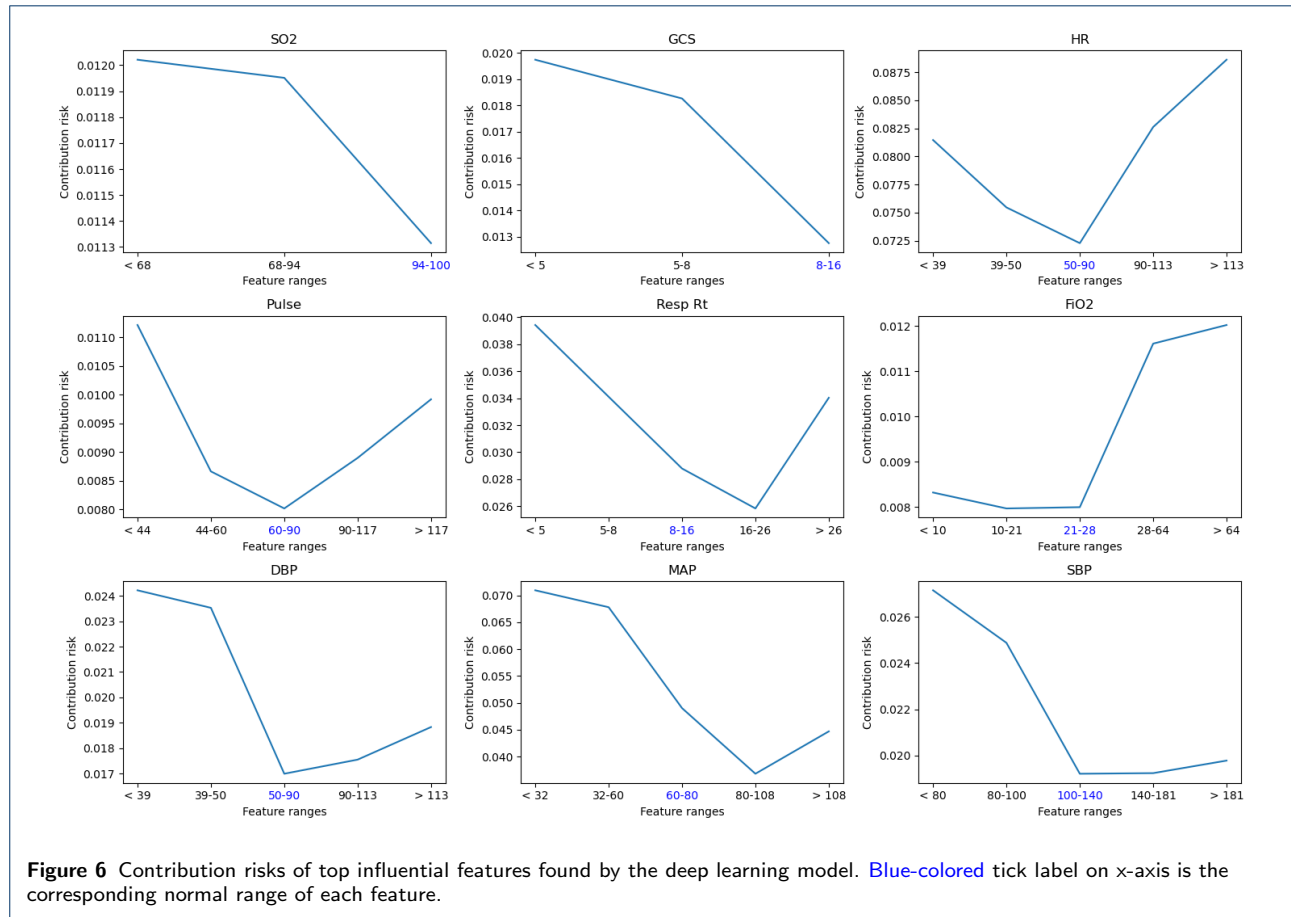 SO2
Contribution risk
0.0120
0.0119
0.0118
0.0117
0.0116
0.0115
0.0114
0.0113
< 68 68-94 94-100
Feature ranges
GCS
Contribution risk
0.020
0.019
0.018
0.017
0.016
0.015
0.014
0.013
< 5 5-8 8-16
Feature ranges
HR
Contribution risk
0.0875
0.0850
0.0825
0.0800
0.0775
0.0750
0.0725
< 39 39-50 50-90 90-113 > 113
Feature ranges
Pulse
Contribution risk
0.0110
0.0105
0.0100
0.0095
0.0090
0.0085
0.0080
< 44 44-60 60-90 90-117 > 117
Feature ranges
Resp Rt
Contribution risk
0.040
0.038
0.036
0.034
0.032
0.030
0.028
0.026
< 5 5-8 8-16 16-26 > 26
Feature ranges
FiO2
Contribution risk
0.012
0.011
0.010
0.009
0.008
< 10 10-21 21-28 28-64 > 64
Feature ranges
DBP
Contribution risk
0.024
0.023
0.022
0.021
0.020
0.019
0.018
0.017
< 39 39-50 50-90 90-113 > 113
Feature ranges
MAP
Contribution risk
0.070
0.065
0.060
0.055
0.050
0.045
0.040
< 32 32-60 60-80 80-108 > 108
Feature ranges
SBP
Contribution risk
0.026
0.024
0.022
0.020
< 80 80-100 100-140 140-181 > 181
Feature ranges
Figure 6 Contribution risks of top influential features found by the deep learning model. Blue-colored tick label on x-axis is the
corresponding normal range of each feature.